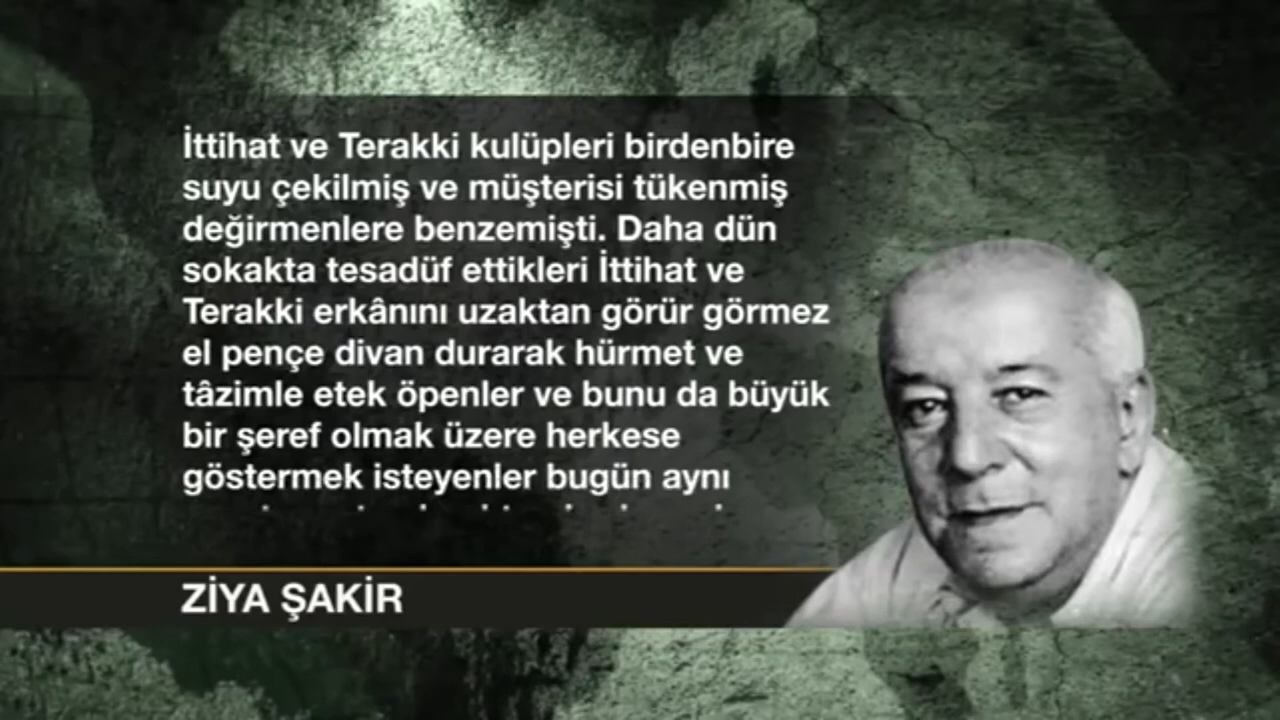 İttihat ve Terakki kulüpleri birdenbire
suyu çekilmiş ve müşterisi tükenmiş
değirmenlere benzemişti. Daha dün
sokakta tesadüf ettikleri İttihat ve
Terakki erkânını uzaktan görür görmez
el pençe divan durarak hürmet ve
tâzimle etek öpenler ve bunu da büyük
bir şeref olmak üzere herkese
göstermek isteyenler bugün aynı
ZİYA ŞAKİR